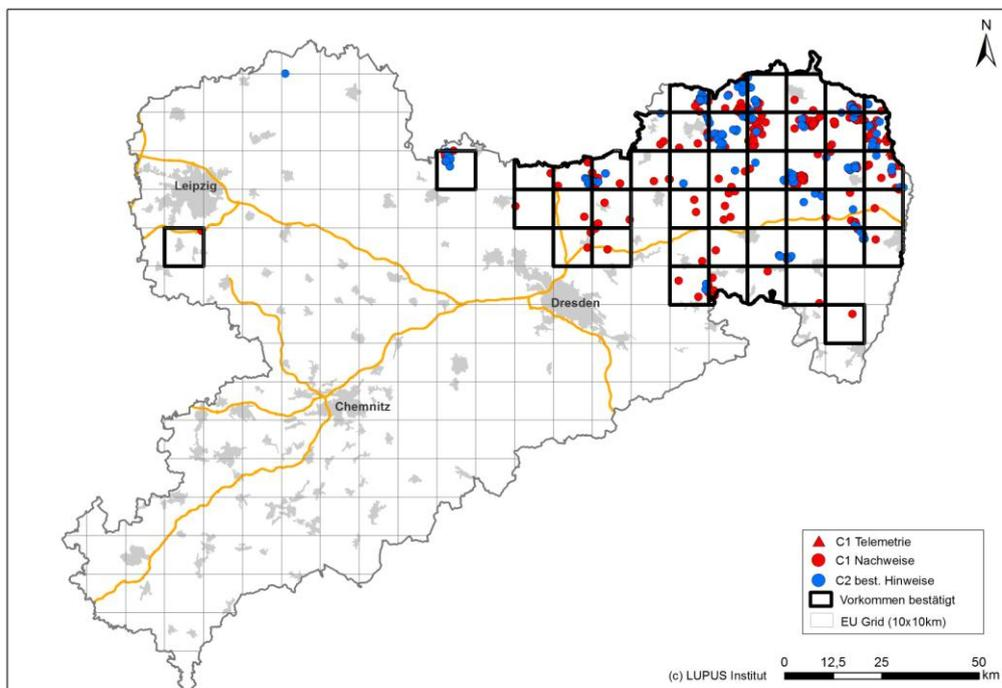 N
Leipzig
Dresden
Chemnitz
C1 Telemetrie
C1 Nachweise
C2 best. Hinweise
Vorkommen bestätigt
EU Grid (10x10km)
(c) LUPUS Institut
0 12,5 25 50
km